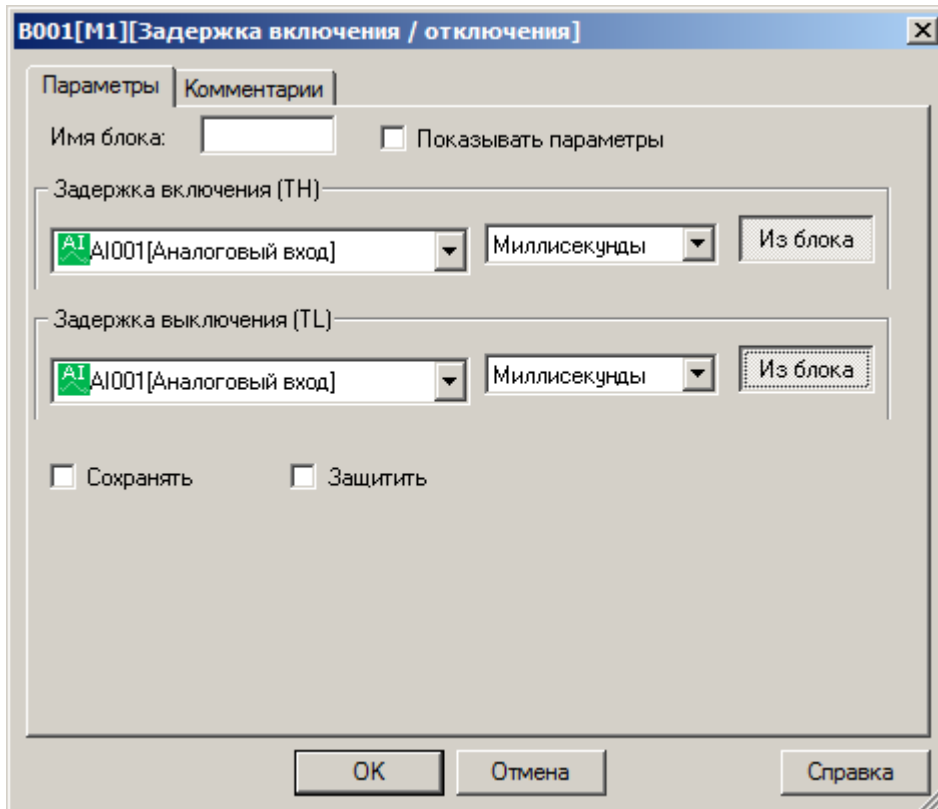 B001[M1][Задержка включения / отключения]
Параметры Комментарии
Имя блока: Показывать параметры
Задержка включения (TH)
AI AI001[Аналоговый вход] Миллисекунды Из блока
Задержка выключения (TL)
AI AI001[Аналоговый вход] Миллисекунды Из блока
Сохранять Защитить
OK Отмена Справка